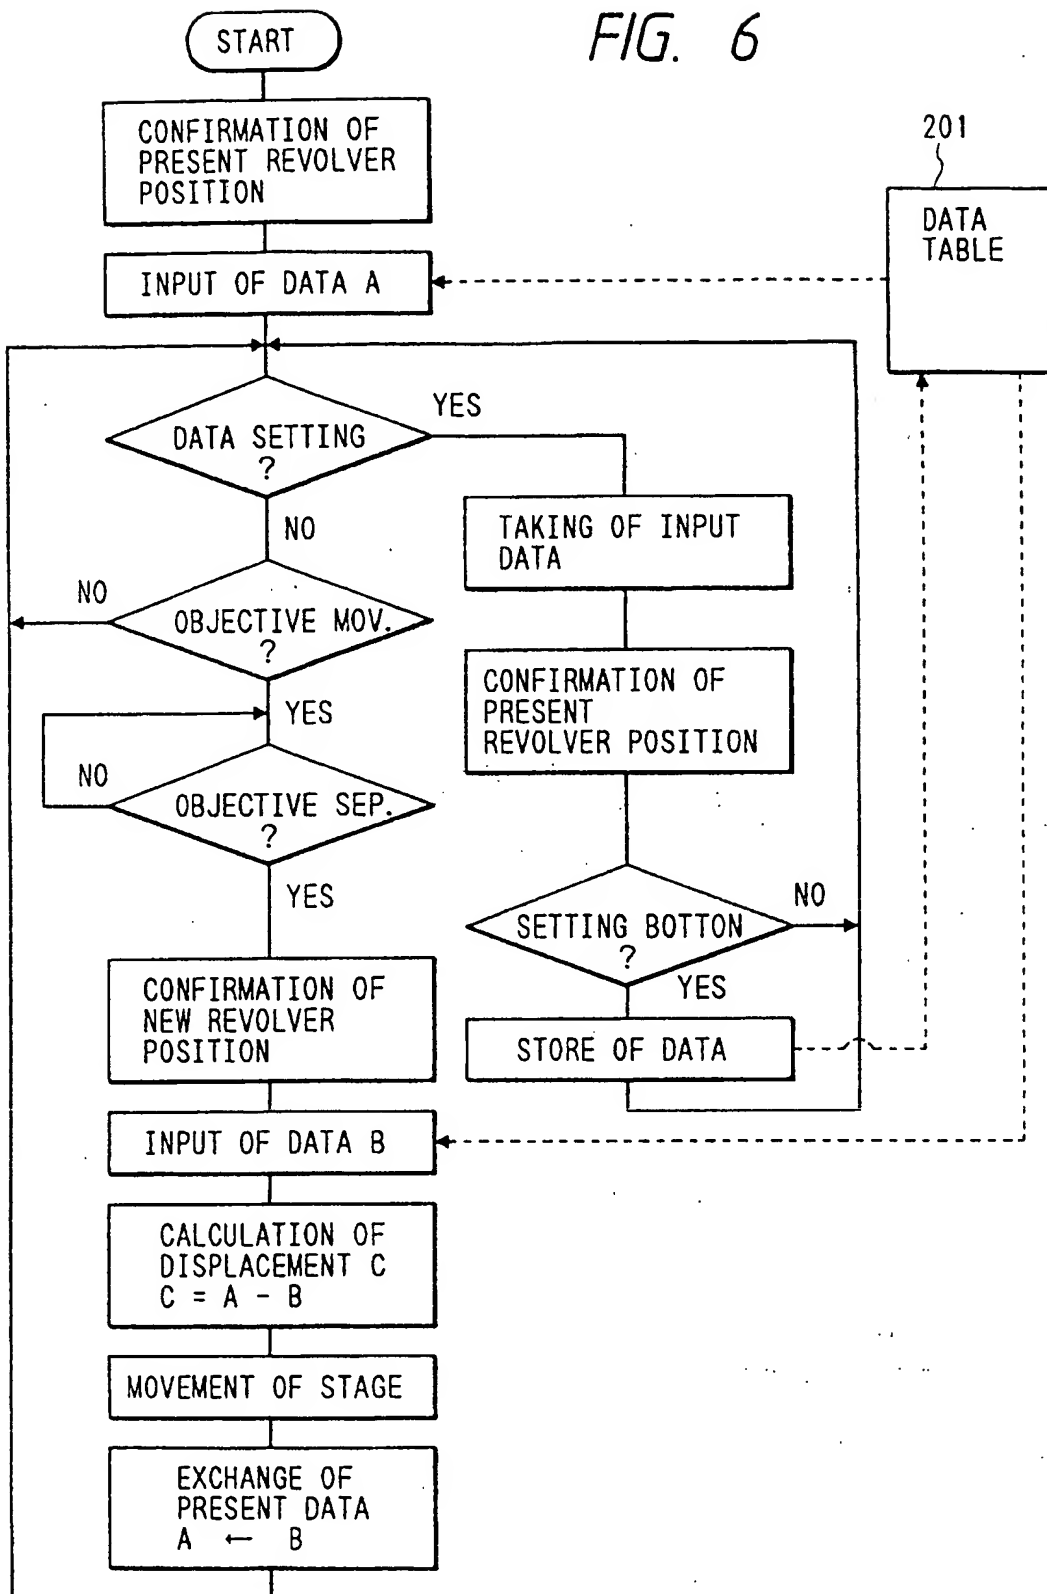 FIG. 6
START
CONFIRMATION OF
PRESENT REVOLVER
POSITION
201
DATA
TABLE
INPUT OF DATA A
DATA SETTING
?
YES
NO
TAKING OF INPUT
DATA
OBJECTIVE MOV.
?
NO
YES
CONFIRMATION OF
PRESENT
REVOLVER POSITION
OBJECTIVE SEP.
?
NO
YES
SETTING BOTTON
?
NO
YES
CONFIRMATION OF
NEW REVOLVER
POSITION
STORE OF DATA
INPUT OF DATA B
CALCULATION OF
DISPLACEMENT C
C = A - B
MOVEMENT OF STAGE
EXCHANGE OF
PRESENT DATA
A ← B